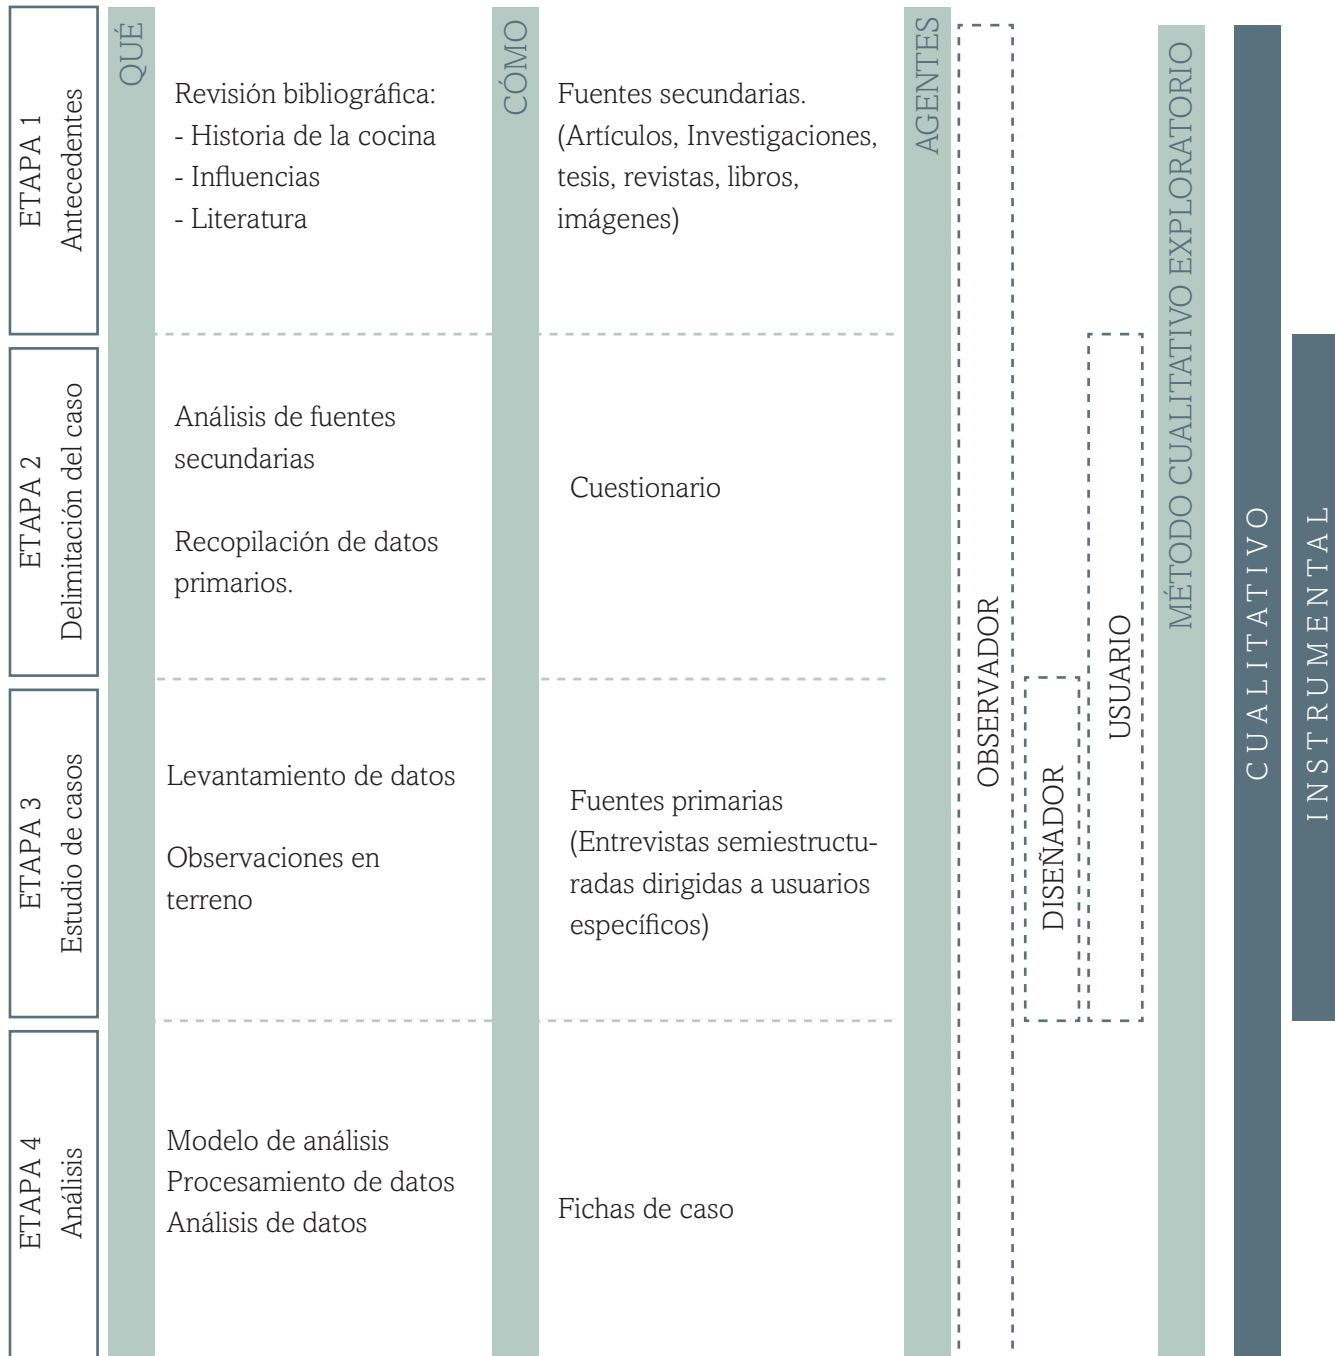 QUÉ
CÓMO
AGENTES
MÉTODO CUALITATIVO EXPLORATORIO
ETAPA 1
Antecedentes
Revisión bibliográfica:
- Historia de la cocina
- Influencias
- Literatura
Fuentes secundarias.
(Artículos, Investigaciones,
tesis, revistas, libros,
imágenes)
ETAPA 2
Delimitación del caso
Análisis de fuentes
secundarias
Recopilación de datos
primarios.
Cuestionario
ETAPA 3
Estudio de casos
Levantamiento de datos
Observaciones en
terreno
Fuentes primarias
(Entrevistas semiestructu-
radas dirigidas a usuarios
específicos)
ETAPA 4
Análisis
Modelo de análisis
Procesamiento de datos
Análisis de datos
Fichas de caso
OBSERVADOR
DISEÑADOR
USUARIO
CUALITATIVO
INSTRUMENTAL